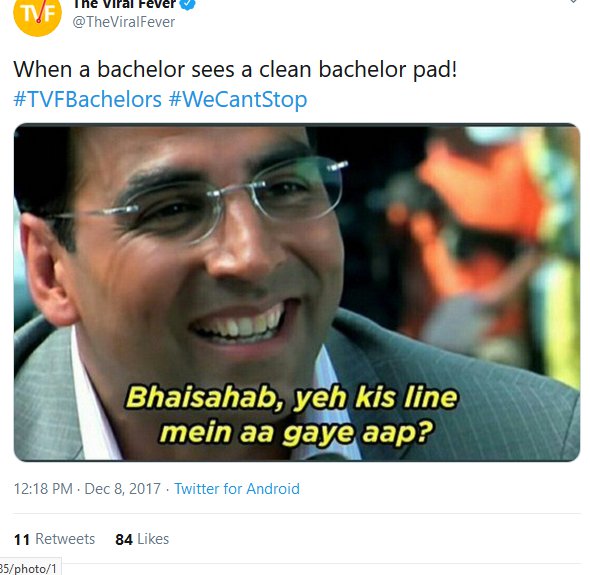 TVF
The Viral Fever
@TheViralFever
When a bachelor sees a clean bachelor pad!
#TVFBachelors #WeCantStop
Bhaisahab, yeh kis line
mein aa gaye aap?
12:18 PM · Dec 8, 2017 · Twitter for Android
11 Retweets 84 Likes
35/photo/1